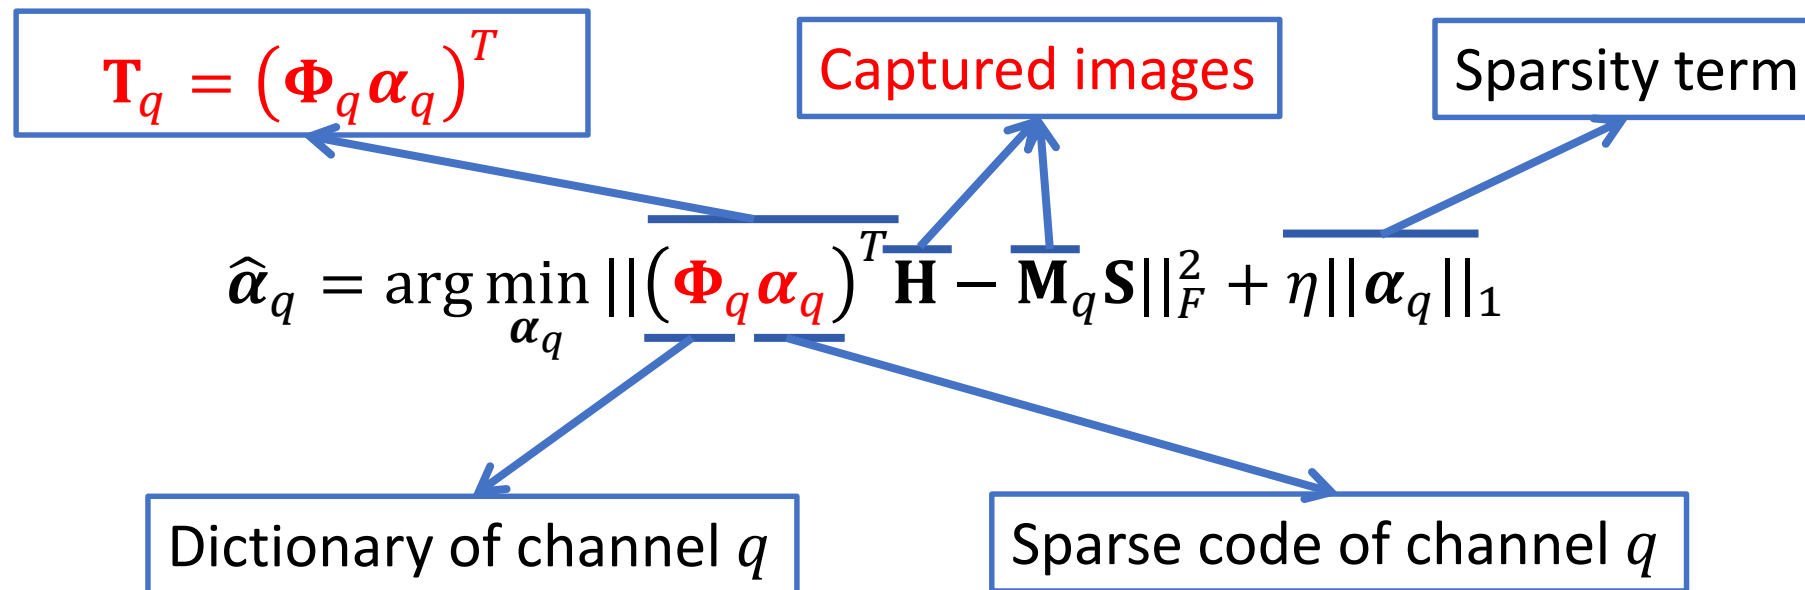 𝐓_q = (𝚽_q 𝜶_q)^T
Captured images
Sparsity term
𝜶̂_q = arg min_{𝜶_q} ||(𝚽_q 𝜶_q)^T 𝐇 − 𝐌_q 𝐒||_F^2 + η||𝜶_q||_1
Dictionary of channel q
Sparse code of channel q